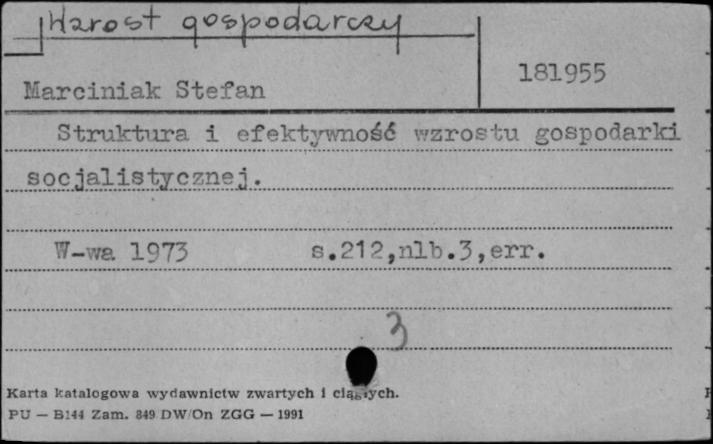 Wzrost gospodarczy
181955
Marciniak Stefan
Struktura i efektywność wzrostu gospodarki
socjalistycznej.
W-wa 1973 s.212,nlb.3,err.
3
Karta katalogowa wydawnictw zwartych i ciągłych.
PU — B144 Zam. 849 DW/On ZGG — 1991